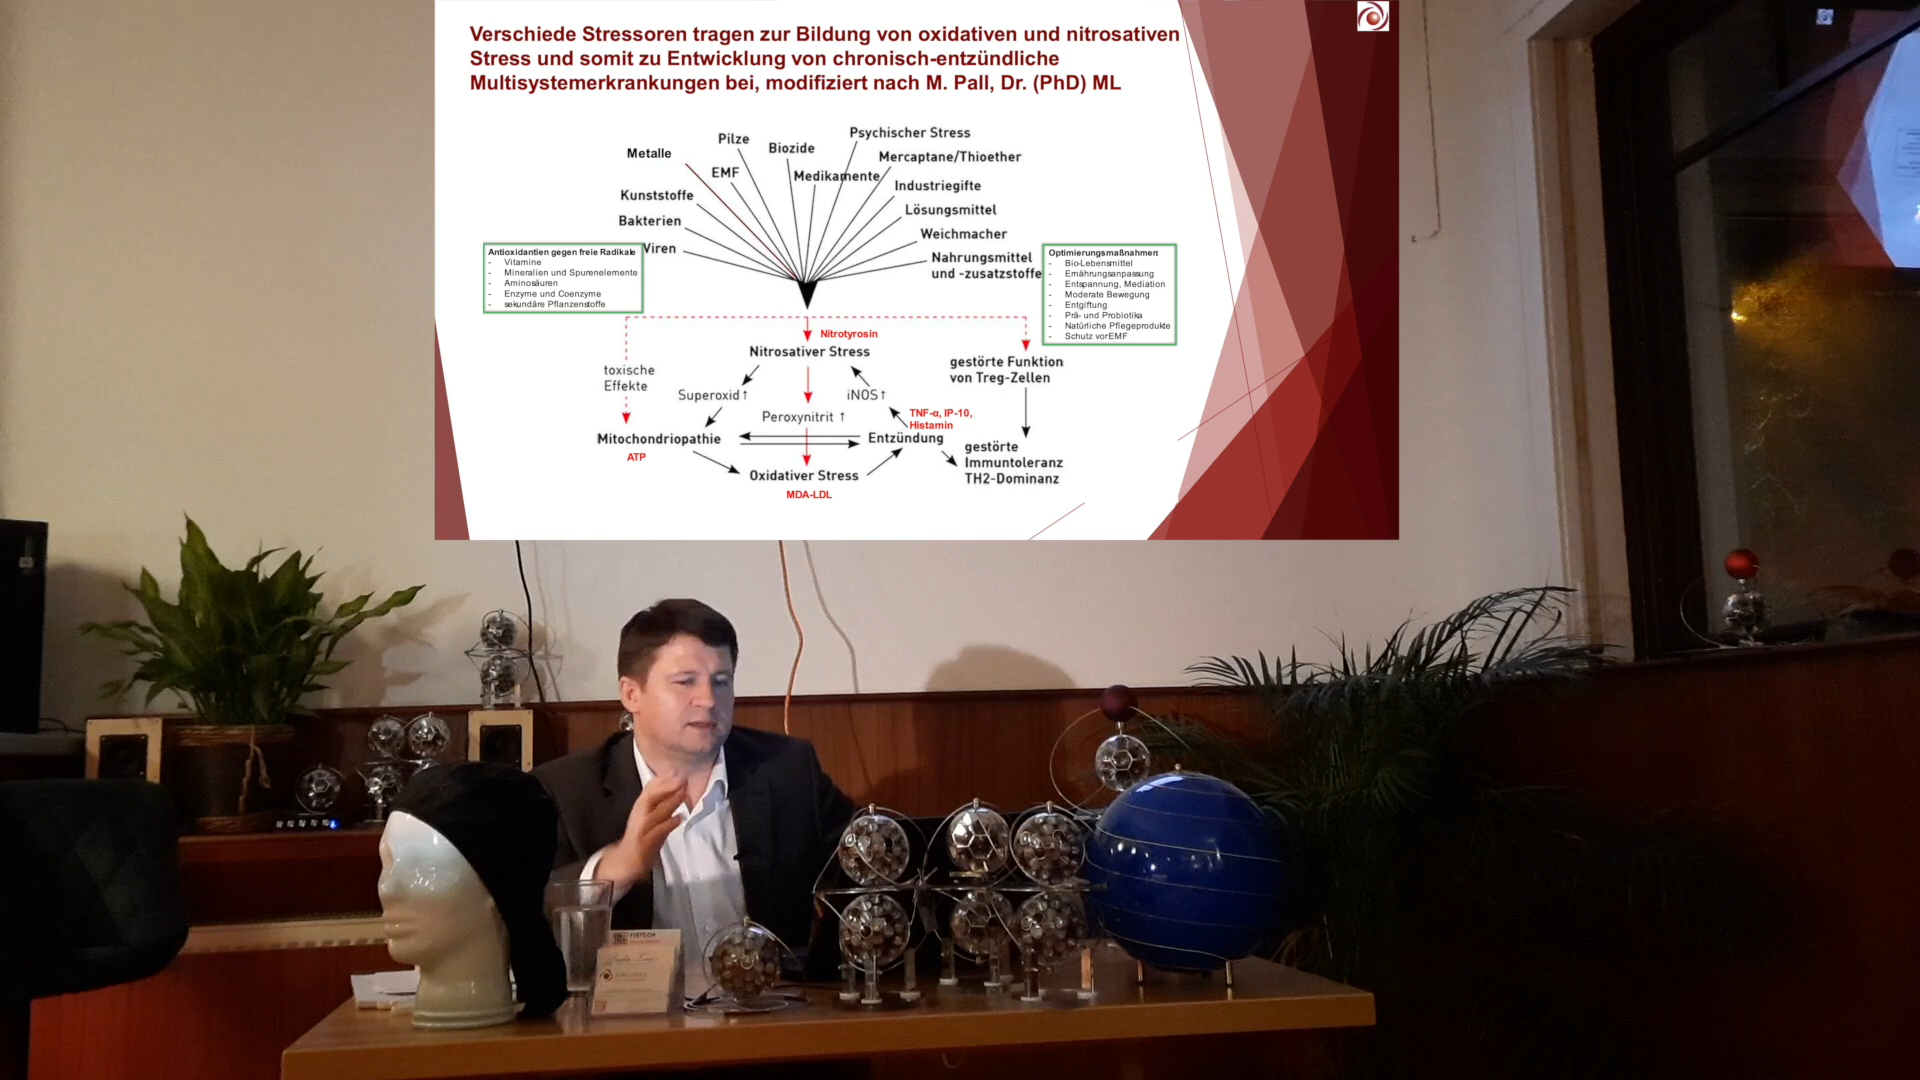 Verschiede Stressoren tragen zur Bildung von oxidativen und nitrosativen
Stress und somit zu Entwicklung von chronisch-entzündliche
Multisystemerkrankungen bei, modifiziert nach M. Pall, Dr. (PhD) ML
Psychischer Stress
Pilze
Biozide
Metalle
Mercaptane/Thioether
EMF
Medikamente
Industriegifte
Kunststoffe
Lösungsmittel
Bakterien
Weichmacher
Viren
Nahrungsmittel
und -zusatzstoffe
Antioxidantien gegen freie Radikale
- Vitamine
- Mineralien und Spurenelemente
- Aminosäuren
- Enzyme und Coenzyme
- sekundäre Pflanzenstoffe
Optimierungsmaßnahmen:
- Bio-Lebensmittel
- Ernährungsanpassung
- Entspannung, Mediation
- Moderate Bewegung
- Entgiftung
- Prä- und Probiotika
- Natürliche Pflegeprodukte
- Schutz vor EMF
Nitrotyrosin
Nitrosativer Stress
gestörte Funktion
von Treg-Zellen
toxische
Effekte
Superoxid ↑
iNOS ↑
Peroxynitrit ↑
TNF-α, IP-10,
Histamin
Mitochondriopathie
Entzündung
ATP
gestörte
Immuntoleranz
TH2-Dominanz
Oxidativer Stress
MDA-LDL